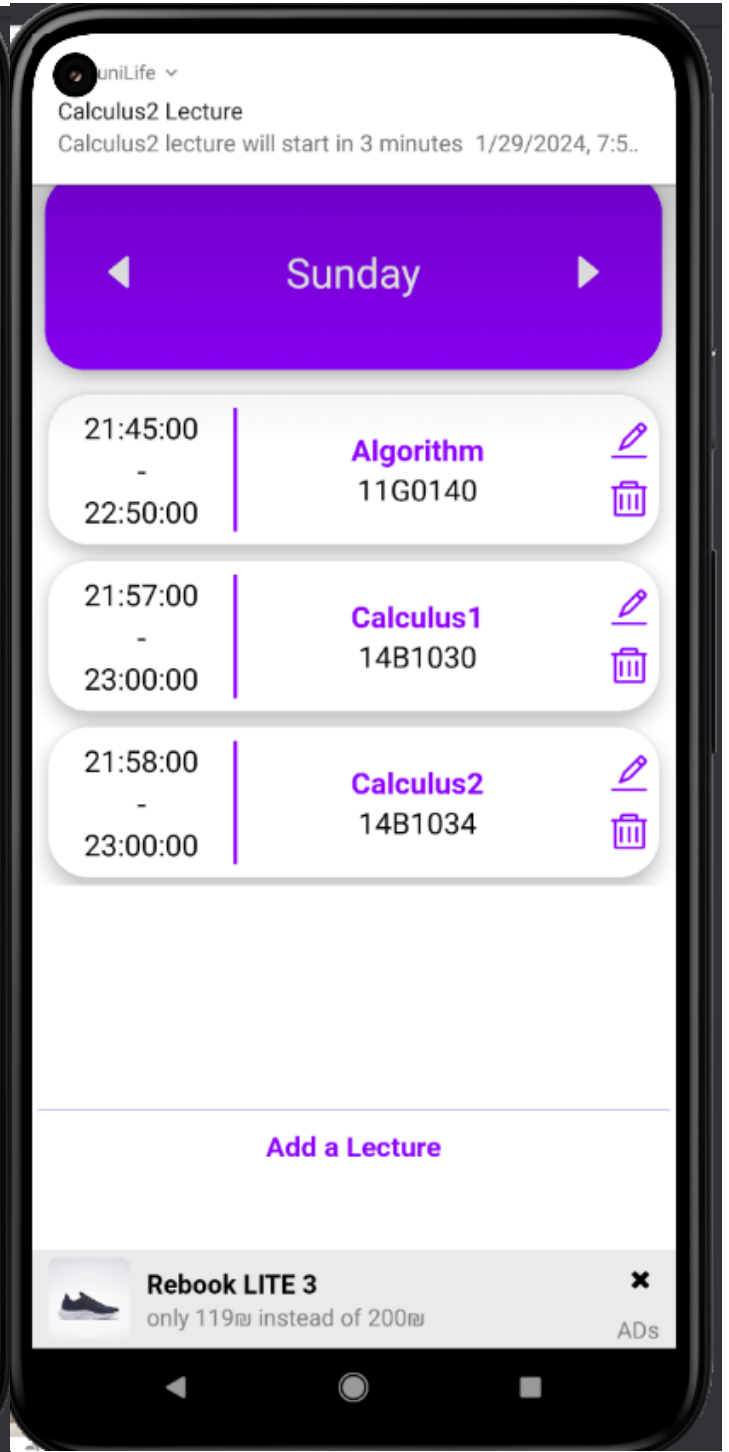 uniLife
Calculus2 Lecture
Calculus2 lecture will start in 3 minutes 1/29/2024, 7:5..
Sunday
21:45:00
-
22:50:00
Algorithm
11G0140
21:57:00
-
23:00:00
Calculus1
14B1030
21:58:00
-
23:00:00
Calculus2
14B1034
Add a Lecture
Rebook LITE 3
only 119₪ instead of 200₪
ADs